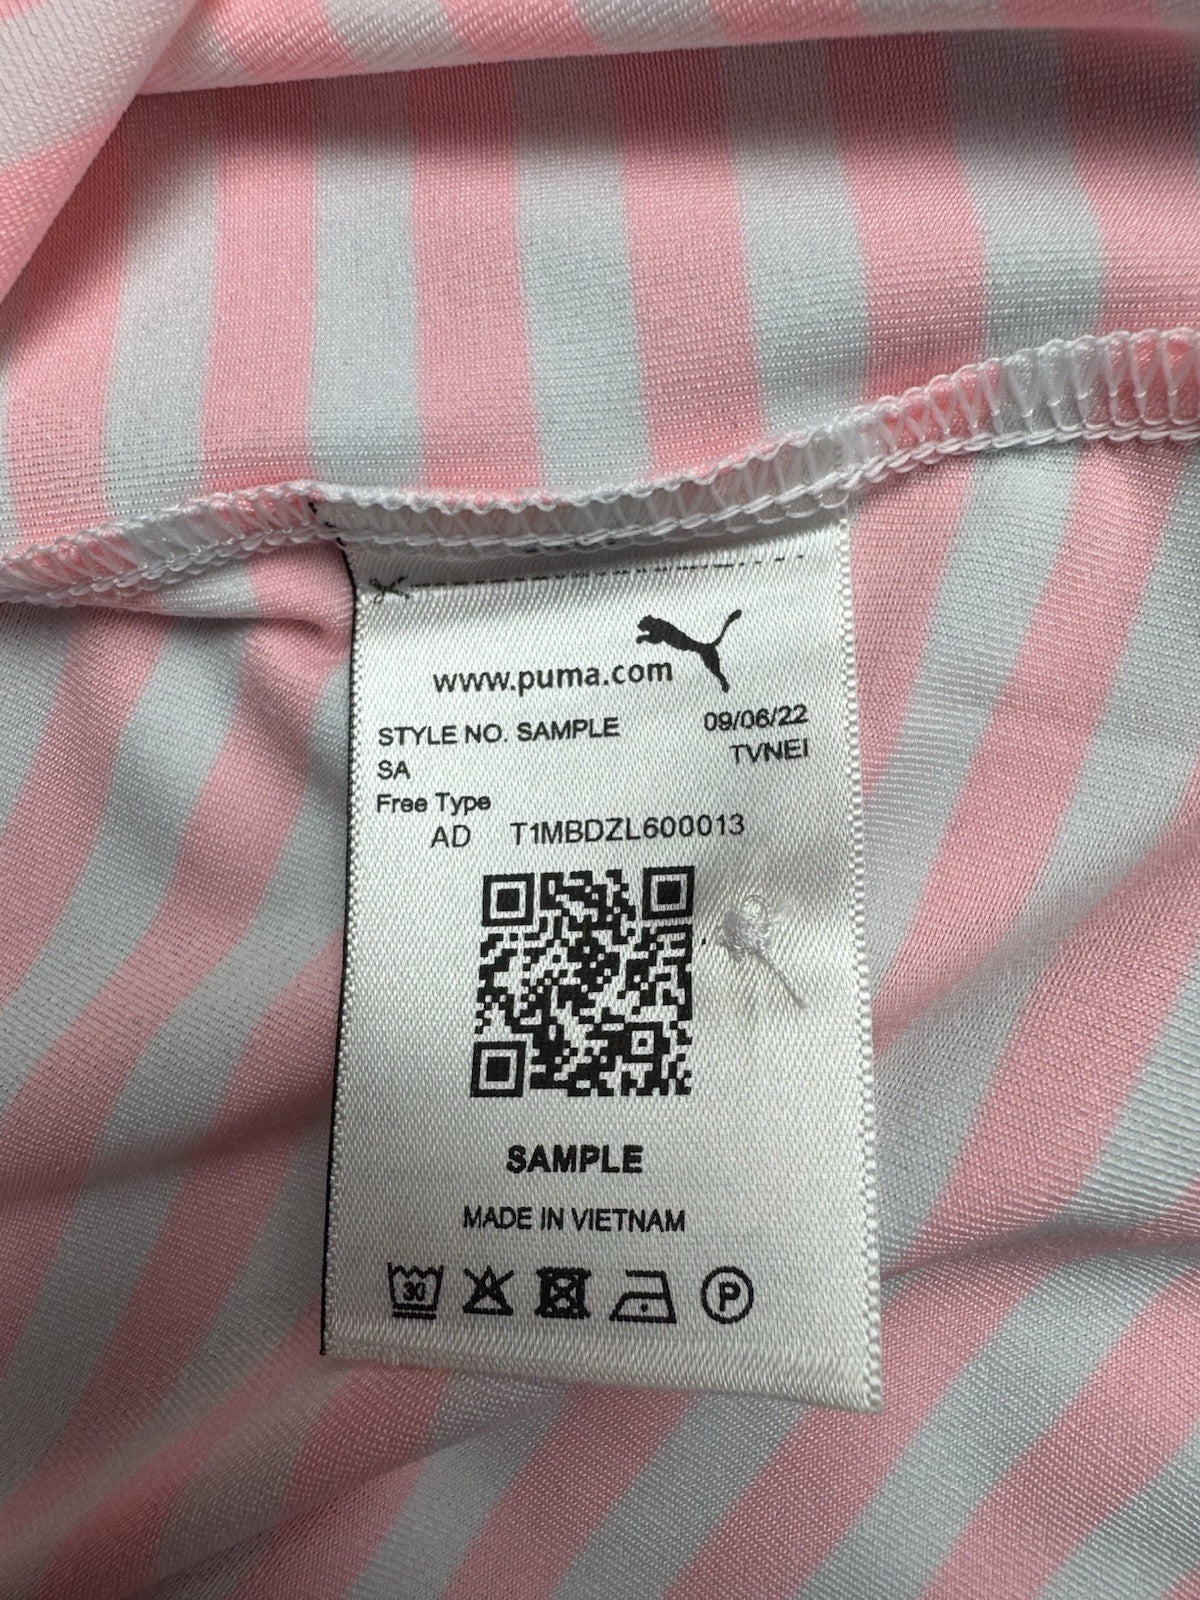 www.puma.com
STYLE NO. SAMPLE 09/06/22
SA TVNEI
Free Type
AD T1MBDZL600013
SAMPLE
MADE IN VIETNAM
30 P